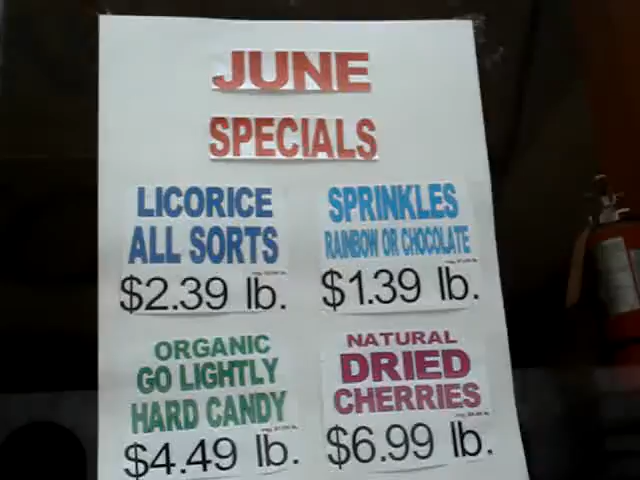 JUNE
SPECIALS
LICORICE
ALL SORTS
$2.39 lb.
SPRINKLES
RAINBOW OR CHOCOLATE
$1.39 lb.
ORGANIC
GO LIGHTLY
HARD CANDY
$4.49 lb.
NATURAL
DRIED
CHERRIES
$6.99 lb.